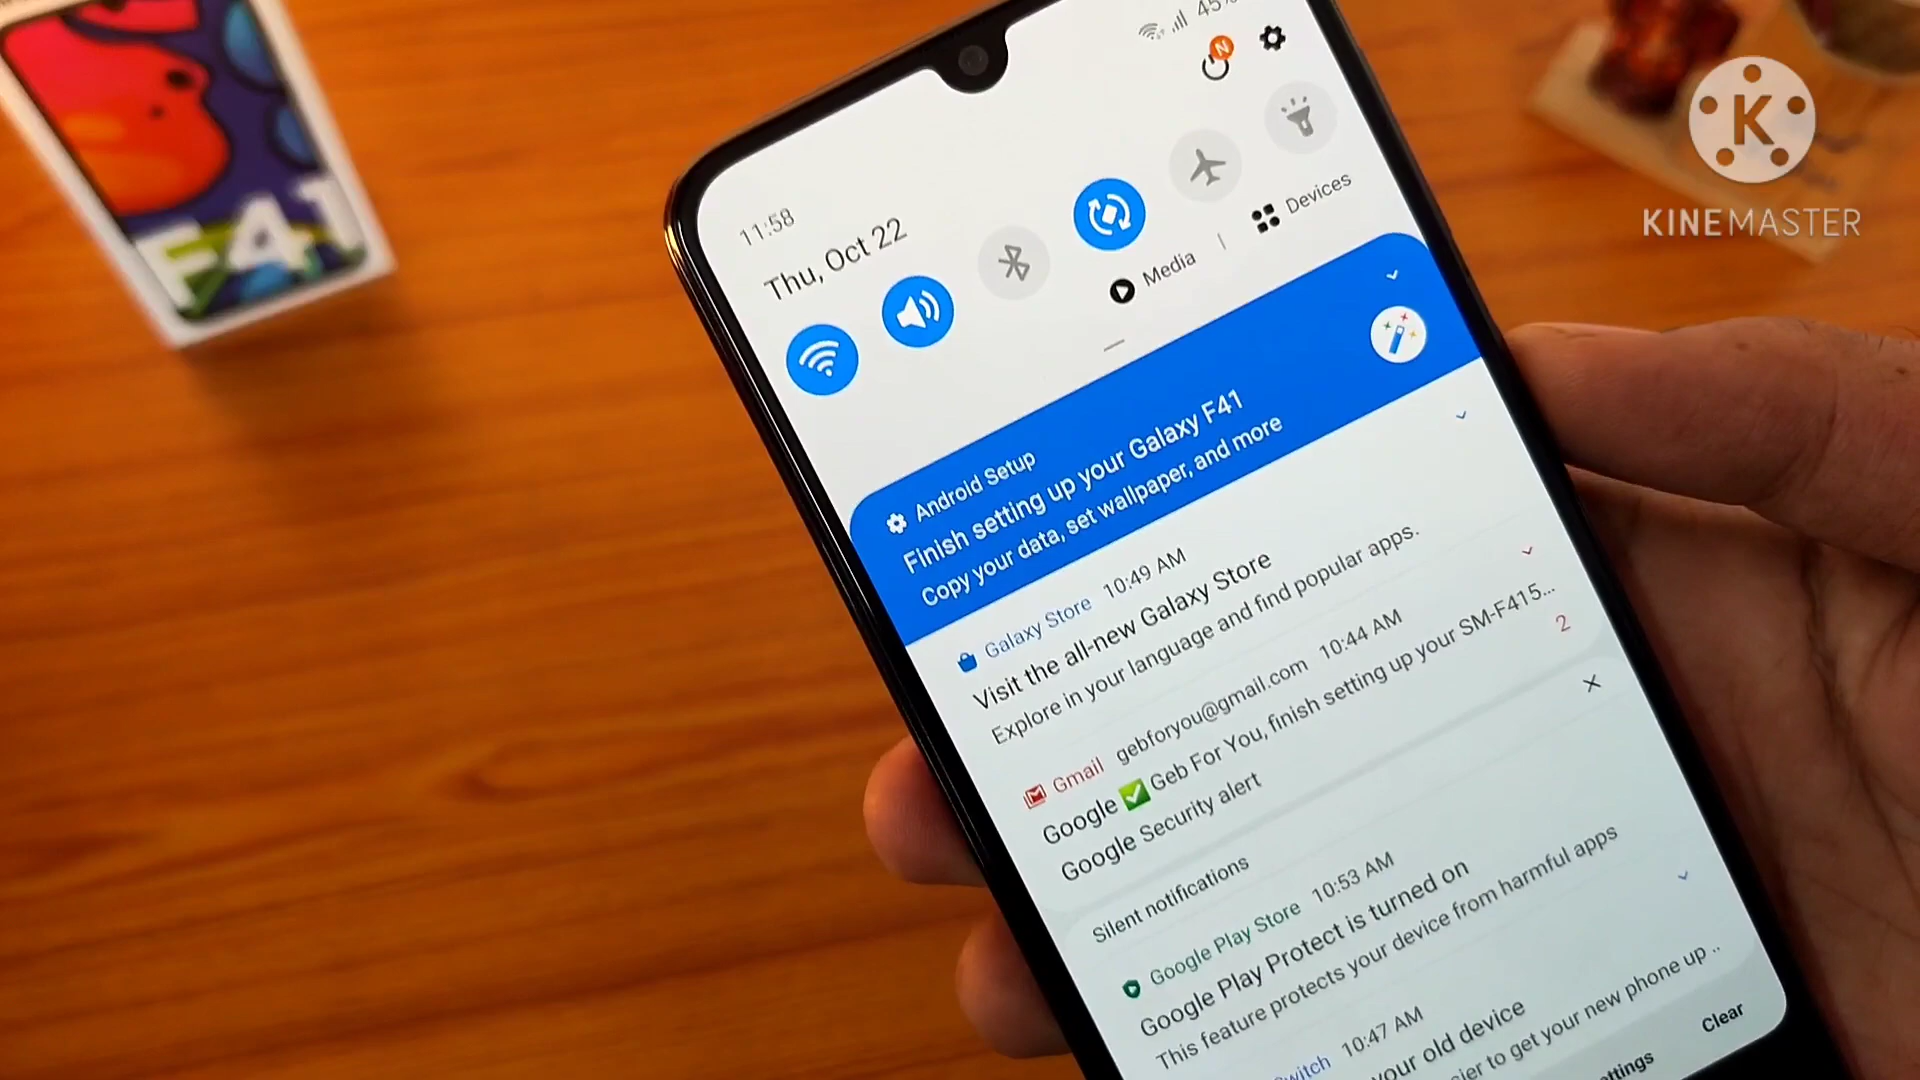 F41
45%
N
11:58
Thu, Oct 22
Media
Devices
Android Setup
Finish setting up your Galaxy F41
Copy your data, set wallpaper, and more
Galaxy Store 10:49 AM
Visit the all-new Galaxy Store
Explore in your language and find popular apps.
Gmail gebforyou@gmail.com 10:44 AM
Google ✅ Geb For You, finish setting up your SM-F415...
Google Security alert
2
Silent notifications
Google Play Store 10:53 AM
Google Play Protect is turned on
This feature protects your device from harmful apps
10:47 AM
your old device
to get your new phone up ..
Clear
K
KINEMASTER